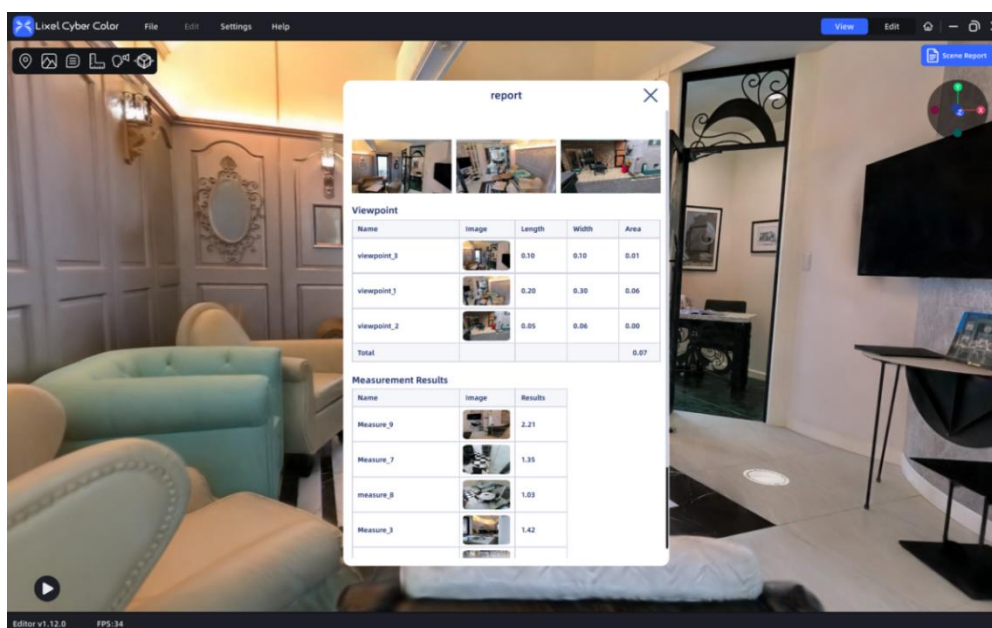 Lixel Cyber Color File Edit Settings Help View Edit
Scene Report
report
Viewpoint
Name Image Length Width Area
viewpoint_3 0.10 0.10 0.01
viewpoint_1 0.20 0.30 0.06
viewpoint_2 0.05 0.06 0.00
Total 0.07
Measurement Results
Name Image Results
Measure_9 2.21
Measure_7 1.35
measure_8 1.03
Measure_3 1.42
Editor v1.12.0 FPS:34